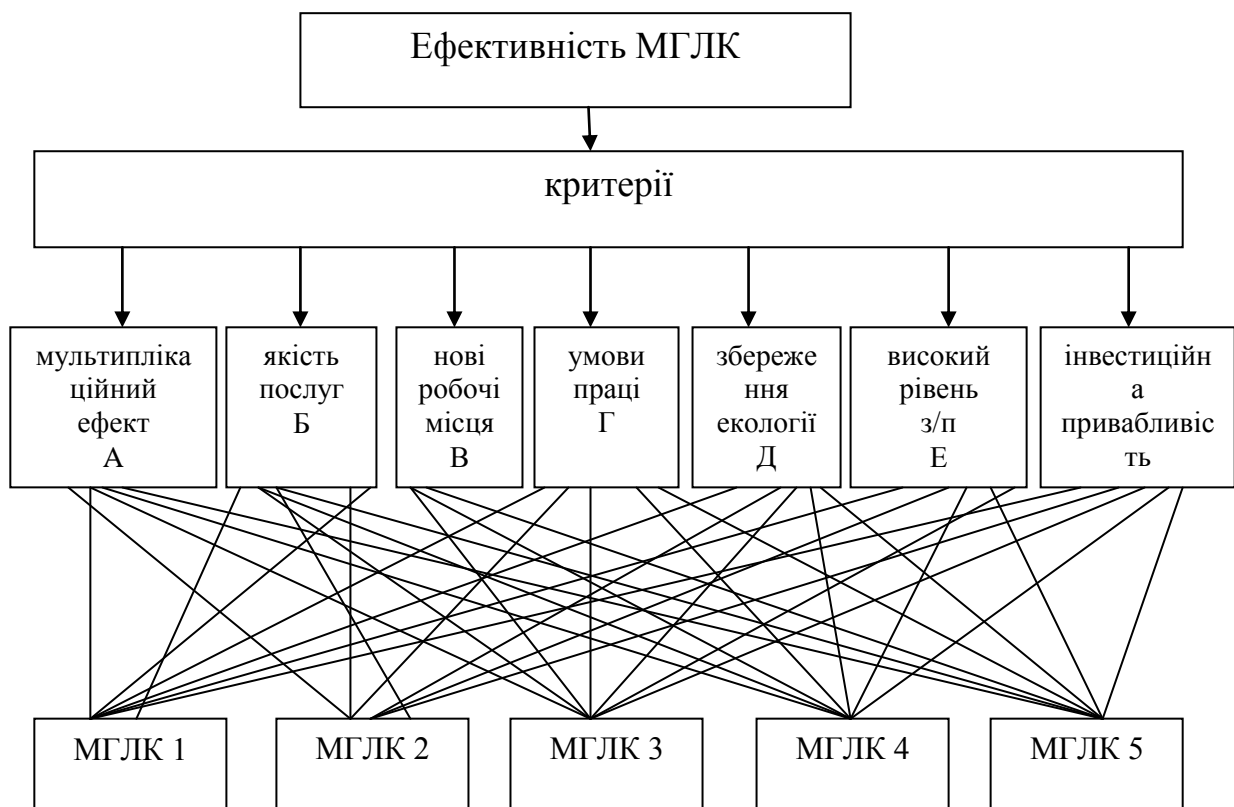 Ефективність МГЛК
критерії
мультипліка
ційний
ефект
А
якість
послуг
Б
нові
робочі
місця
В
умови
праці
Г
збереже
ння
екології
Д
високий
рівень
з/п
Е
інвестиційн
а
привабливіс
ть
МГЛК 1
МГЛК 2
МГЛК 3
МГЛК 4
МГЛК 5